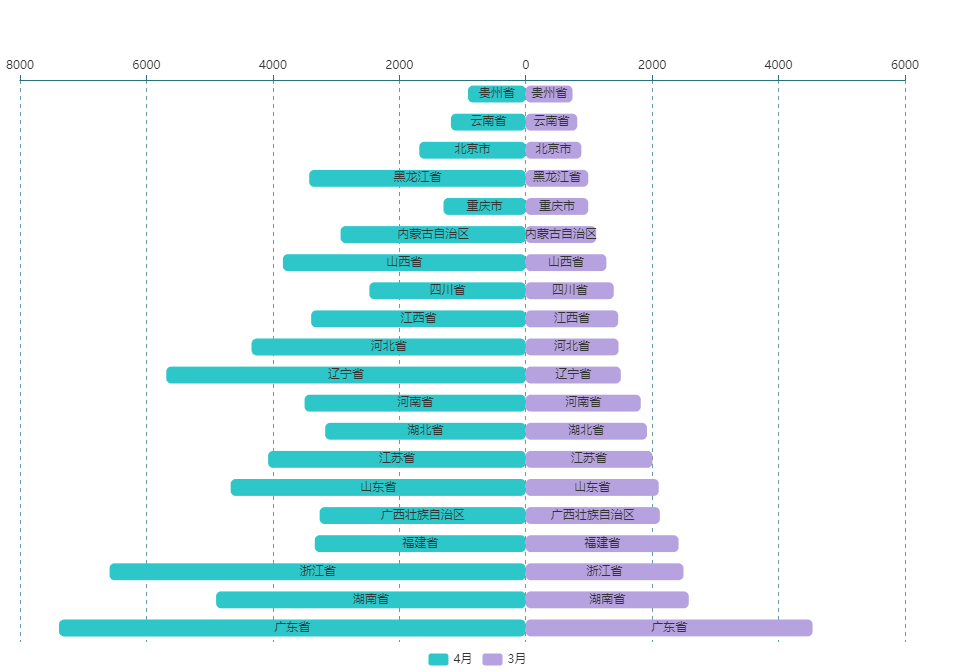 8000 6000 4000 2000 0 2000 4000 6000
贵州省 贵州省
云南省 云南省
北京市 北京市
黑龙江省 黑龙江省
重庆市 重庆市
内蒙古自治区 内蒙古自治区
山西省 山西省
四川省 四川省
江西省 江西省
河北省 河北省
辽宁省 辽宁省
河南省 河南省
湖北省 湖北省
江苏省 江苏省
山东省 山东省
广西壮族自治区 广西壮族自治区
福建省 福建省
浙江省 浙江省
湖南省 湖南省
广东省 广东省
4月 3月